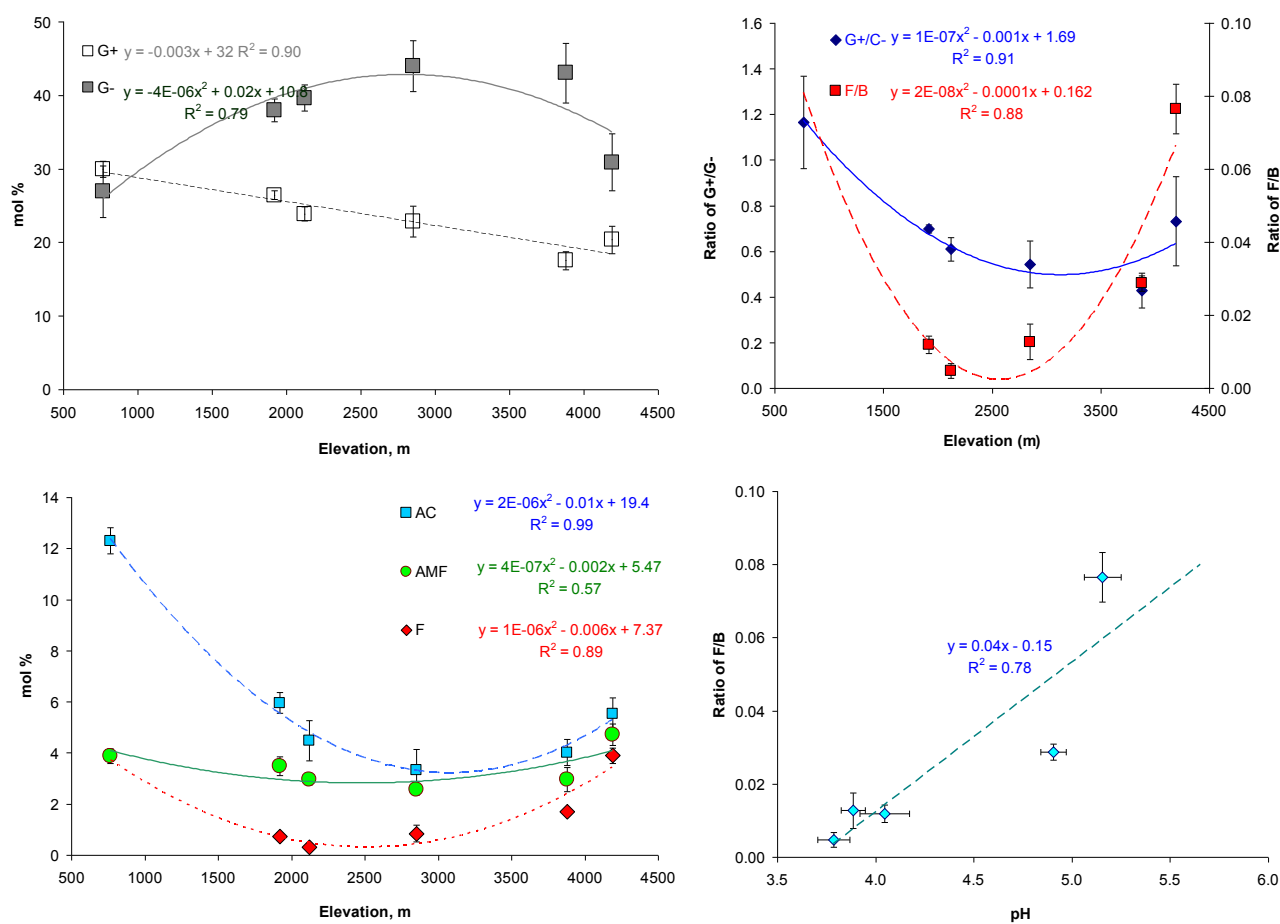 50
40
30
20
10
0
mol %
G+ y = -0.003x + 32 R2 = 0.90
G- y = -4E-06x2 + 0.02x + 10.8
R2 = 0.79
500 1000 1500 2000 2500 3000 3500 4000 4500
Elevation, m
1.6
1.4
1.2
1.0
0.8
0.6
0.4
0.2
0.0
Ratio of G+/G-
G+/C- y = 1E-07x2 - 0.001x + 1.69
R2 = 0.91
F/B y = 2E-08x2 - 0.0001x + 0.162
R2 = 0.88
0.10
0.08
0.06
0.04
0.02
0.00
Ratio of F/B
500 1500 2500 3500 4500
Elevation (m)
14
12
10
8
6
4
2
0
mol %
AC y = 2E-06x2 - 0.01x + 19.4
R2 = 0.99
AMF y = 4E-07x2 - 0.002x + 5.47
R2 = 0.57
F y = 1E-06x2 - 0.006x + 7.37
R2 = 0.89
500 1000 1500 2000 2500 3000 3500 4000 4500
Elevation, m
0.10
0.08
0.06
0.04
0.02
0.00
Ratio of F/B
y = 0.04x - 0.15
R2 = 0.78
3.5 4.0 4.5 5.0 5.5 6.0
pH